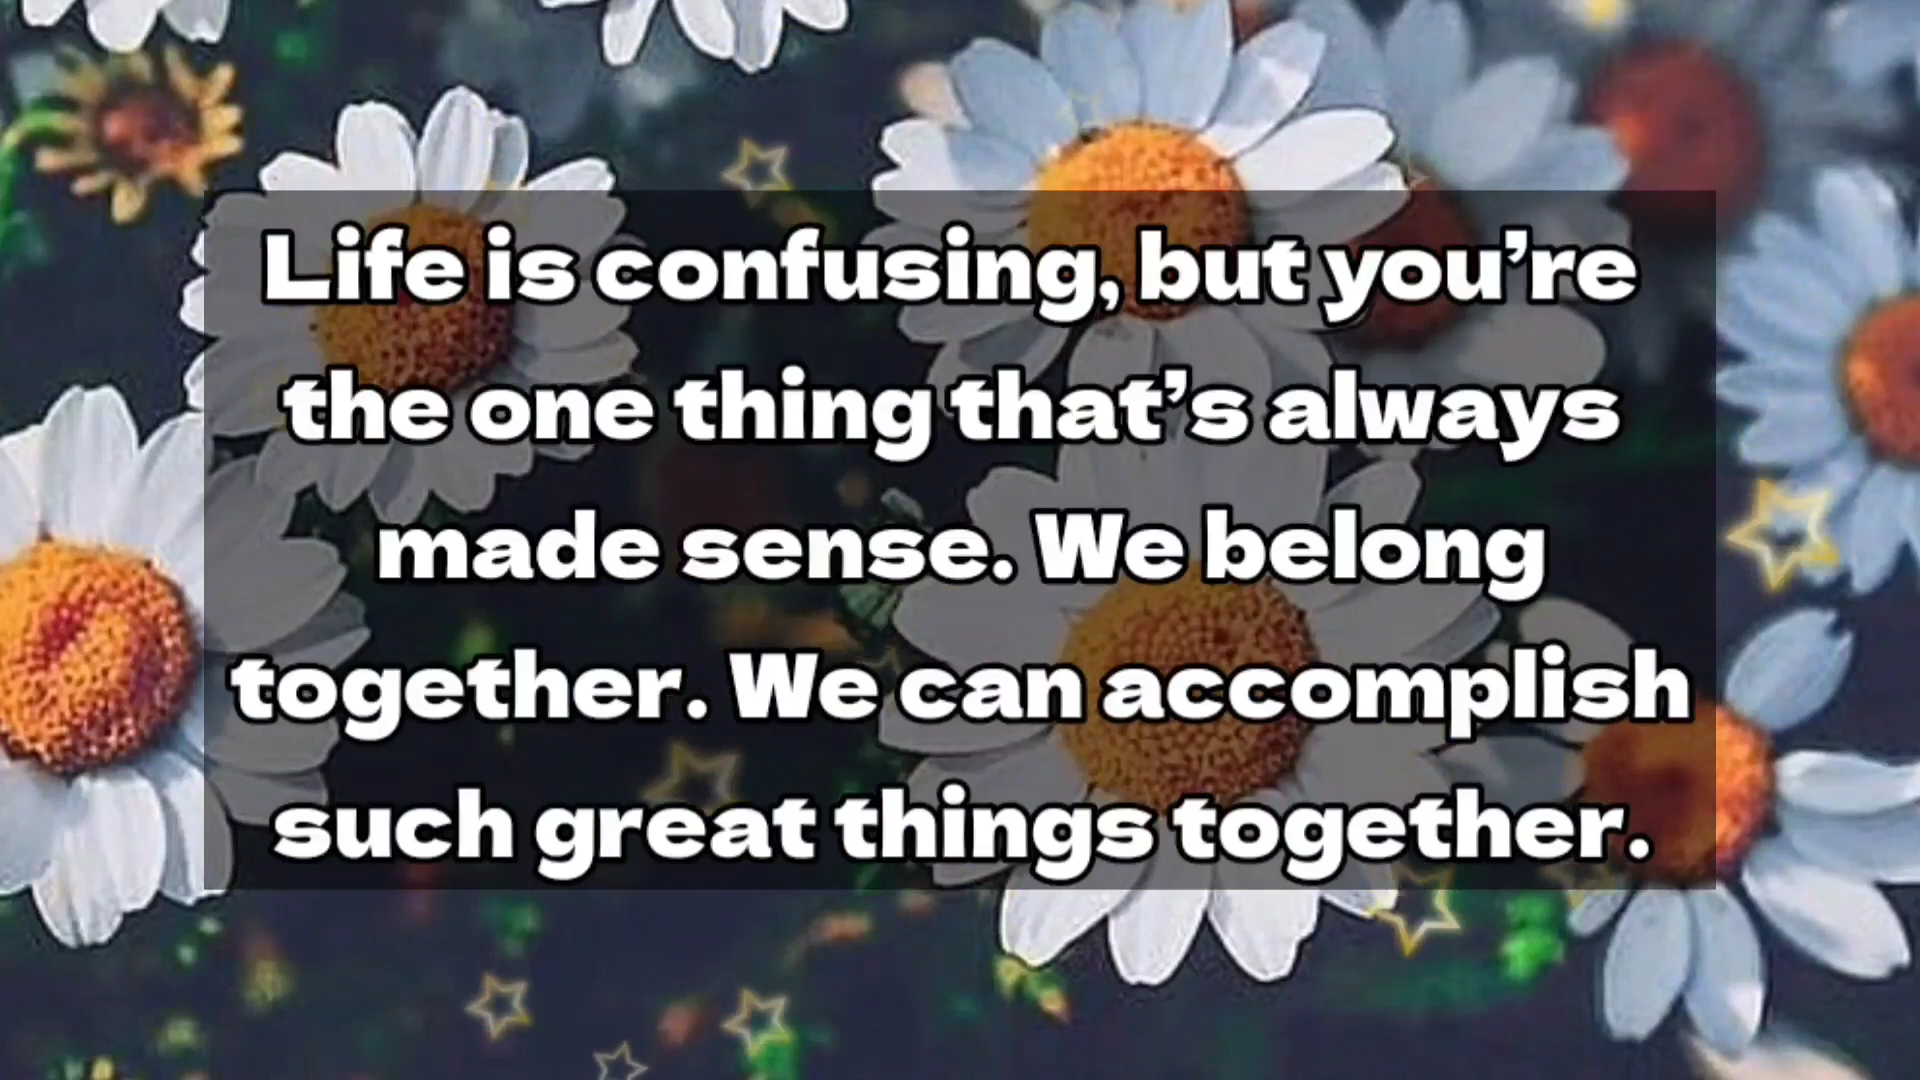 Life is confusing, but you’re
the one thing that’s always
made sense. We belong
together. We can accomplish
such great things together.